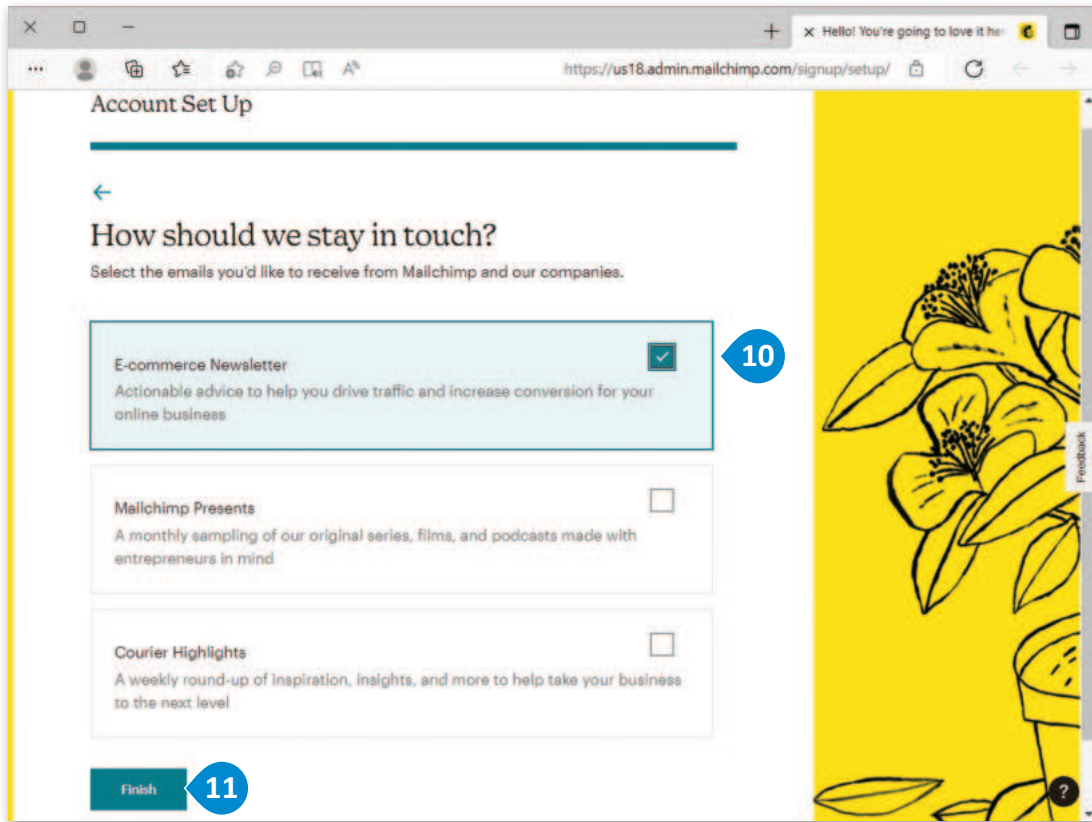 Hello! You're going to love it her
https://us18.admin.mailchimp.com/signup/setup/
Account Set Up
How should we stay in touch?
Select the emails you'd like to receive from Mailchimp and our companies.
E-commerce Newsletter
10
Actionable advice to help you drive traffic and increase conversion for your
online business
Feedback
Mailchimp Presents
A monthly sampling of our original series, films, and podcasts made with
entrepreneurs in mind
Courier Highlights
A weekly round-up of inspiration, insights, and more to help take your business
to the next level
Finish
11
?